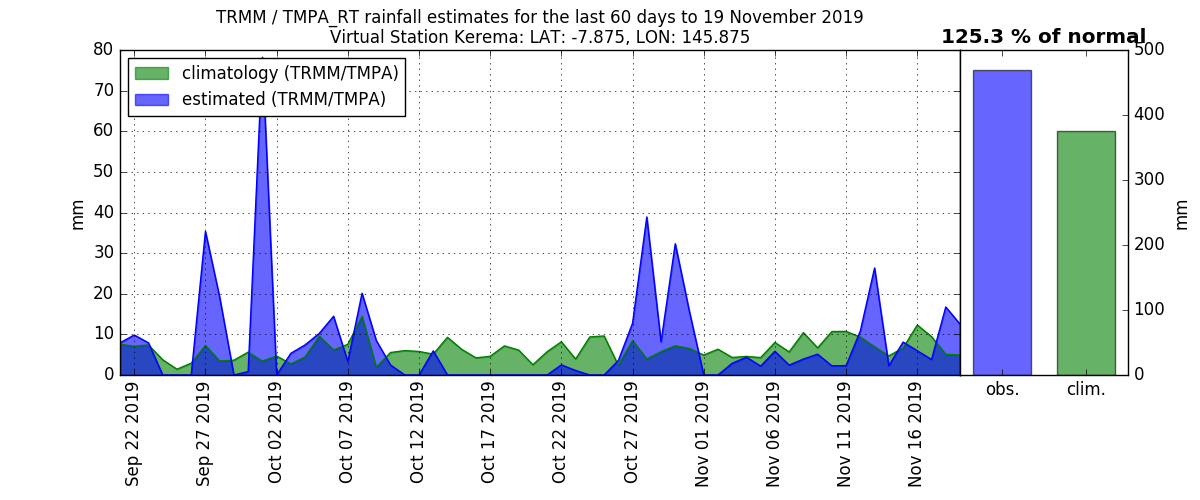 TRMM / TMPA_RT rainfall estimates for the last 60 days to 19 November 2019
Virtual Station Kerema: LAT: -7.875, LON: 145.875
125.3 % of normal
climatology (TRMM/TMPA)
estimated (TRMM/TMPA)
mm
80
70
60
50
40
30
20
10
0
Sep 22 2019
Sep 27 2019
Oct 02 2019
Oct 07 2019
Oct 12 2019
Oct 17 2019
Oct 22 2019
Oct 27 2019
Nov 01 2019
Nov 06 2019
Nov 11 2019
Nov 16 2019
obs.
clim.
500
400
300
200
100
0
mm